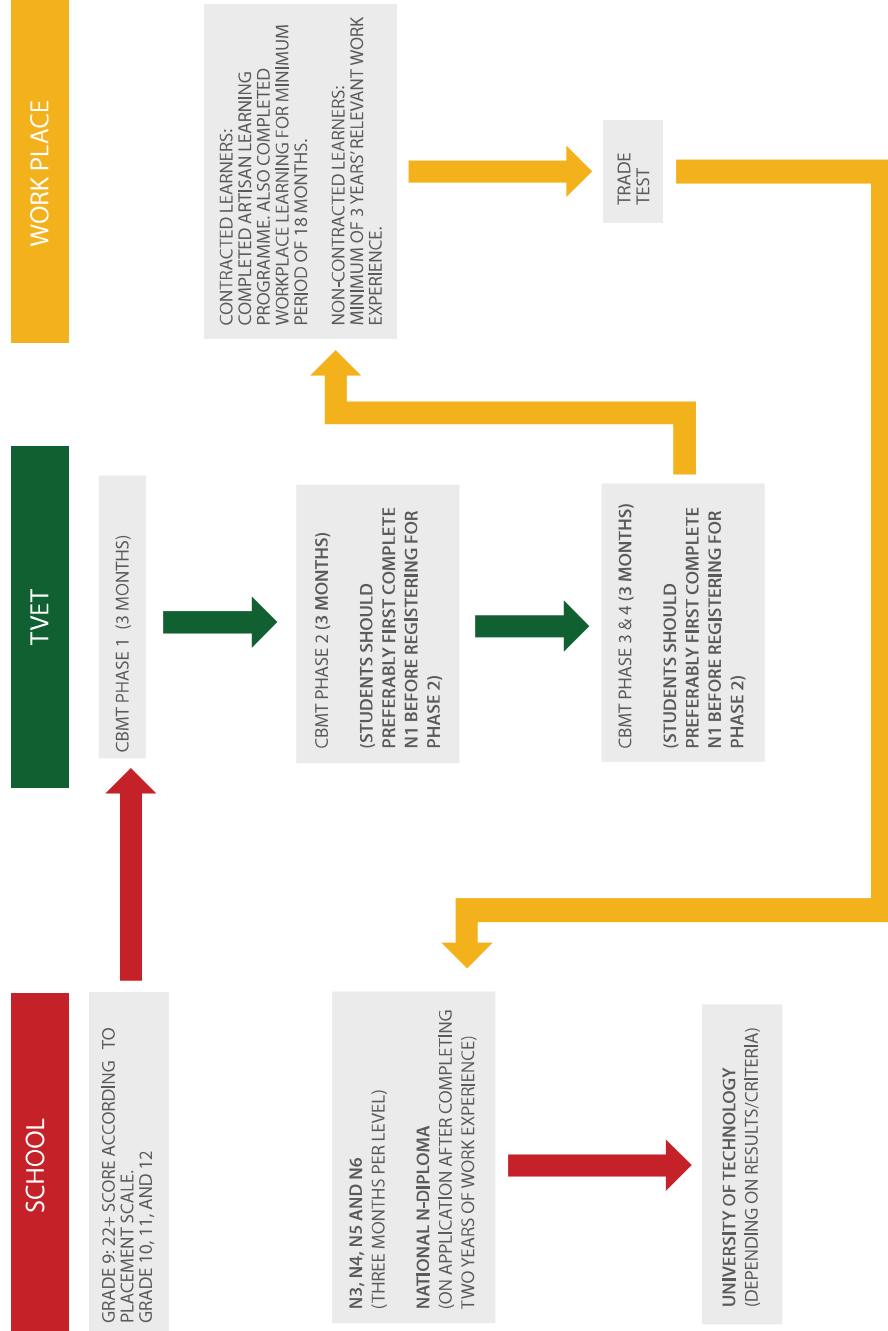 SCHOOL
TVET
WORK PLACE
GRADE 9: 22+ SCORE ACCORDING TO
PLACEMENT SCALE.
GRADE 10, 11, AND 12
CBMT PHASE 1 (3 MONTHS)
CBMT PHASE 2 (3 MONTHS)
(STUDENTS SHOULD
PREFERABLY FIRST COMPLETE
N1 BEFORE REGISTERING FOR
PHASE 2)
CBMT PHASE 3 & 4 (3 MONTHS)
(STUDENTS SHOULD
PREFERABLY FIRST COMPLETE
N1 BEFORE REGISTERING FOR
PHASE 2)
CONTRACTED LEARNERS:
COMPLETED ARTISAN LEARNING
PROGRAMME. ALSO COMPLETED
WORKPLACE LEARNING FOR MINIMUM
PERIOD OF 18 MONTHS.
NON-CONTRACTED LEARNERS:
MINIMUM OF 3 YEARS' RELEVANT WORK
EXPERIENCE.
TRADE
TEST
N3, N4, N5 AND N6
(THREE MONTHS PER LEVEL)
NATIONAL N-DIPLOMA
(ON APPLICATION AFTER COMPLETING
TWO YEARS OF WORK EXPERIENCE)
UNIVERSITY OF TECHNOLOGY
(DEPENDING ON RESULTS/CRITERIA)